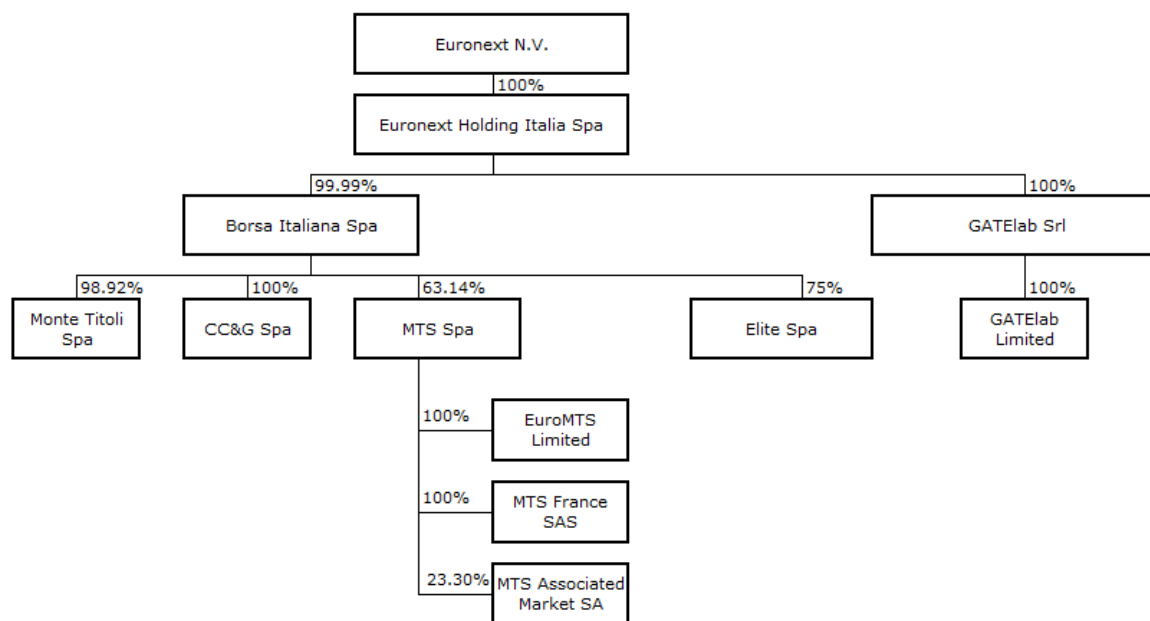 Euronext N.V.
100%
Euronext Holding Italia Spa
99.99%
100%
Borsa Italiana Spa
GATElab Srl
98.92%
100%
63.14%
75%
100%
Monte Titoli
Spa
CC&G Spa
MTS Spa
Elite Spa
GATElab
Limited
100%
EuroMTS
Limited
100%
MTS France
SAS
23.30%
MTS Associated
Market SA